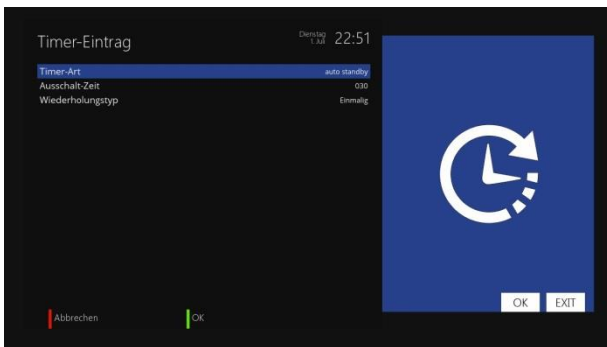 Timer-Eintrag
Dienstag
1. Juli
22:51
Timer-Art auto standby
Ausschalt-Zeit 030
Wiederholungstyp Einmalig
OK EXIT
Abbrechen OK